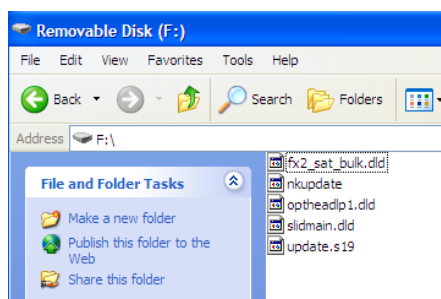 Removable Disk (F:)
File Edit View Favorites Tools Help
Back Search Folders
Address F:\
File and Folder Tasks
Make a new folder
Publish this folder to the
Web
Share this folder
fx2_sat_bulk.dld
nkupdate
optheadlp1.dld
slidmain.dld
update.s19